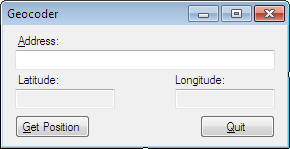 Geocoder
Address:
Latitude: Longitude:
Get Position Quit